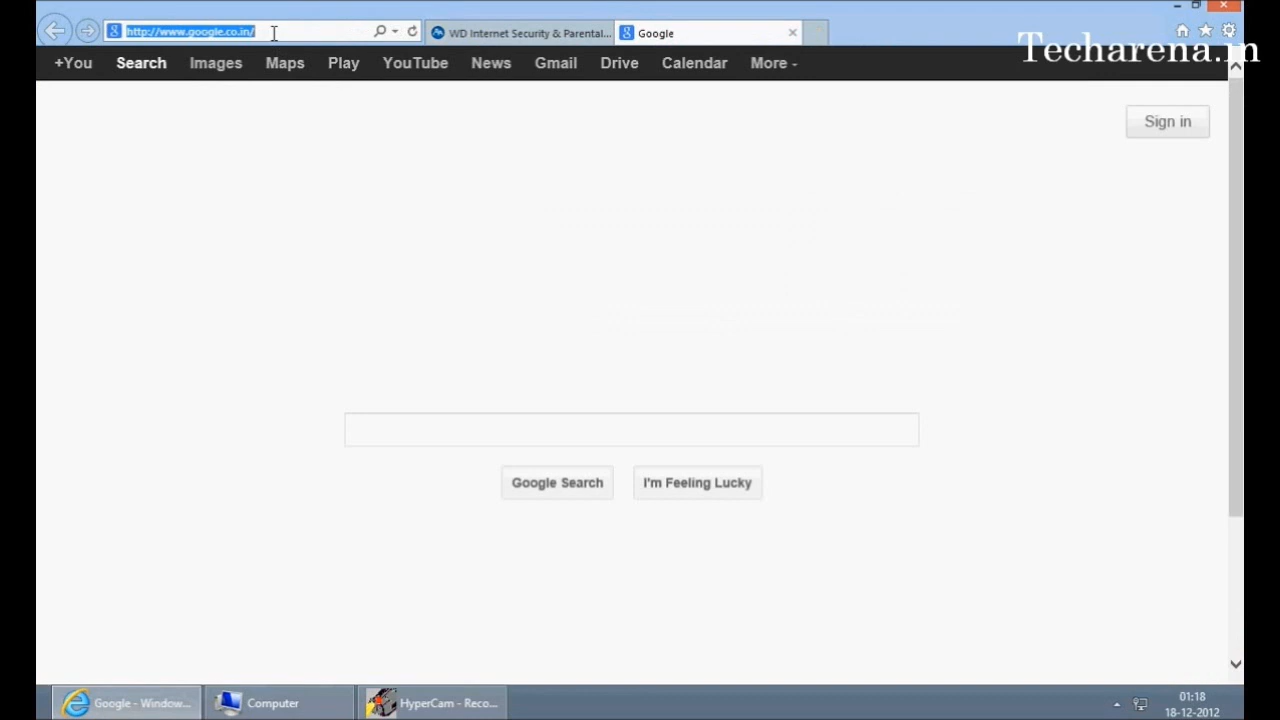 http://www.google.co.in/
WD Internet Security & Parental...
Google
Techarena.in
+You Search Images Maps Play YouTube News Gmail Drive Calendar More
Sign in
Google Search
I'm Feeling Lucky
Google - Window...
Computer
HyperCam - Reco...
01:18
18-12-2012